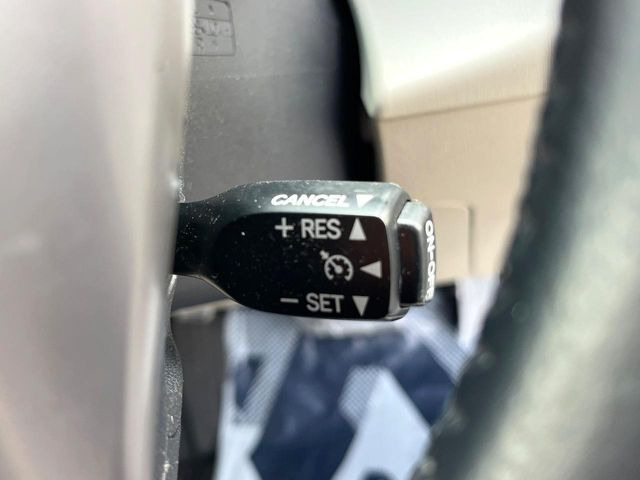 CANCEL ▼
+ RES ▲
◄
− SET ▼
ON-OFF